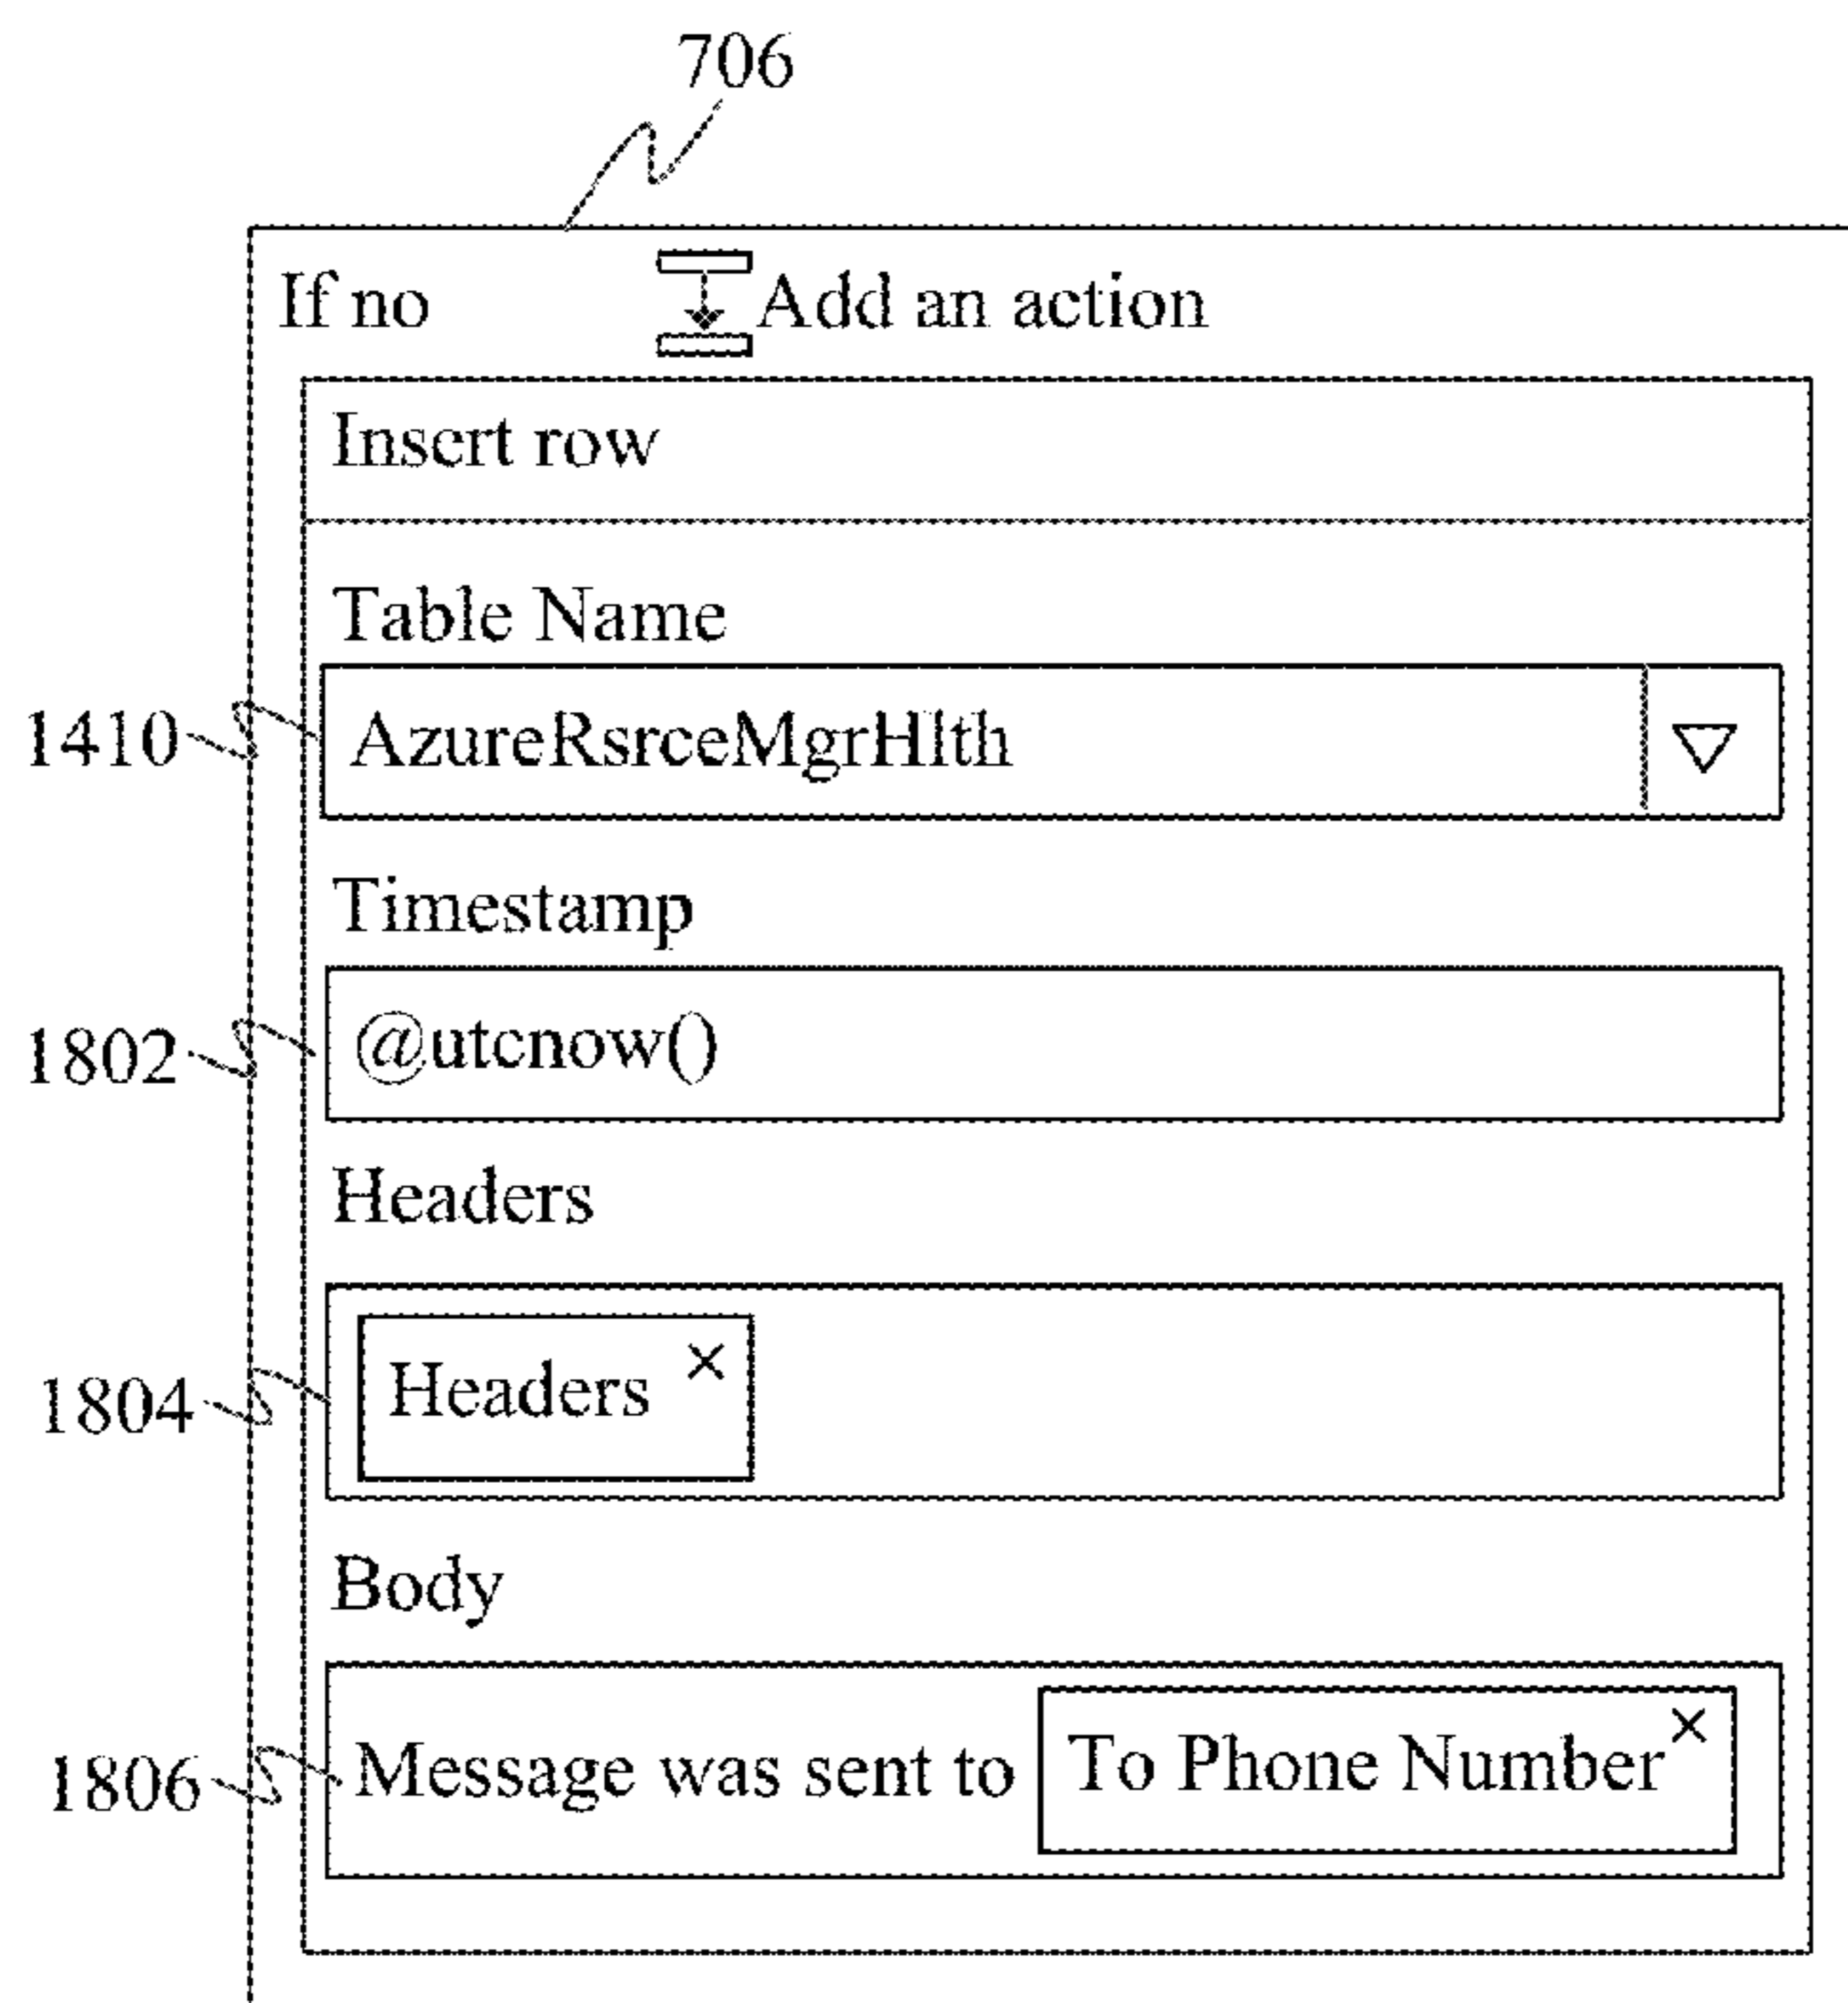 706
If no Add an action
Insert row
Table Name
1410 AzureRsrceMgrHlth
Timestamp
1802 @utcnow()
Headers
1804 Headers ×
Body
1806 Message was sent to To Phone Number ×